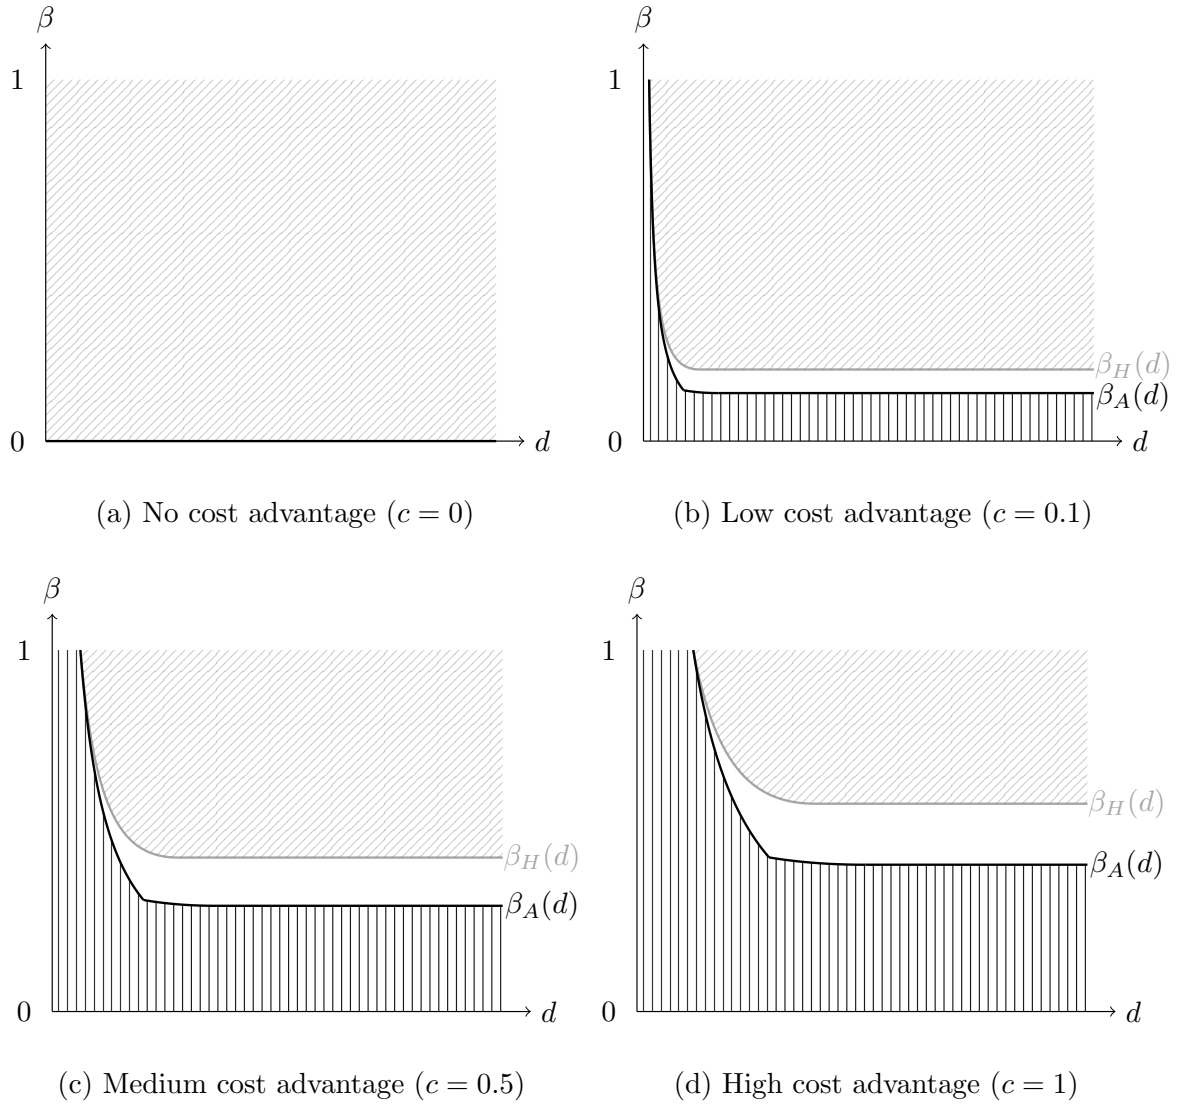 β
1
0
d
(a) No cost advantage (c = 0)
β
1
β_H(d)
β_A(d)
0
d
(b) Low cost advantage (c = 0.1)
β
1
β_H(d)
β_A(d)
0
d
(c) Medium cost advantage (c = 0.5)
β
1
β_H(d)
β_A(d)
0
d
(d) High cost advantage (c = 1)